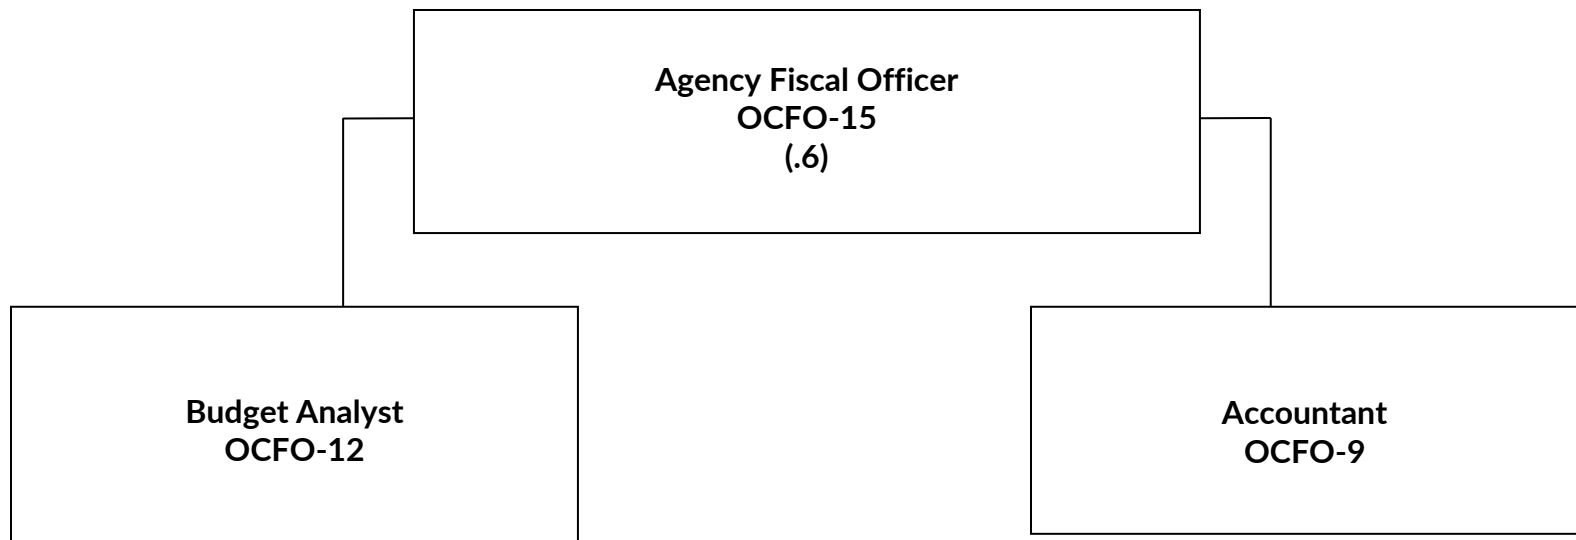 Agency Fiscal Officer
OCFO-15
(.6)
Budget Analyst
OCFO-12
Accountant
OCFO-9